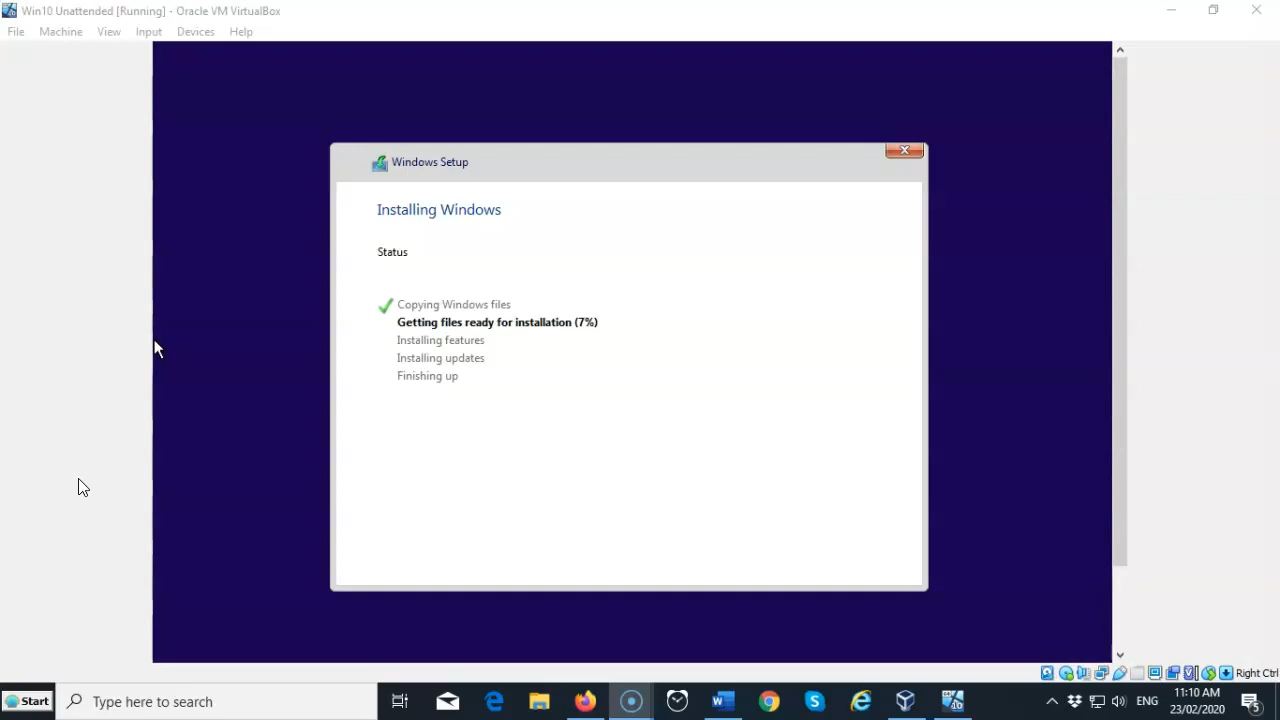 Win10 Unattended [Running] - Oracle VM VirtualBox
File Machine View Input Devices Help
Windows Setup
Installing Windows
Status
Copying Windows files
Getting files ready for installation (7%)
Installing features
Installing updates
Finishing up
Right Ctrl
Start
Type here to search
ENG
11:10 AM
23/02/2020
5